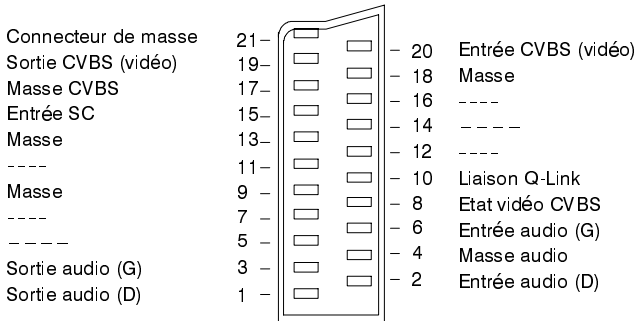 Connecteur de masse 21
Sortie CVBS (vidéo) 19
Masse CVBS 17
Entrée SC 15
Masse 13
---- 11
Masse 9
---- 7
---- 5
Sortie audio (G) 3
Sortie audio (D) 1
20 Entrée CVBS (vidéo)
18 Masse
16 ----
14 ----
12 ----
10 Liaison Q-Link
8 Etat vidéo CVBS
6 Entrée audio (G)
4 Masse audio
2 Entrée audio (D)